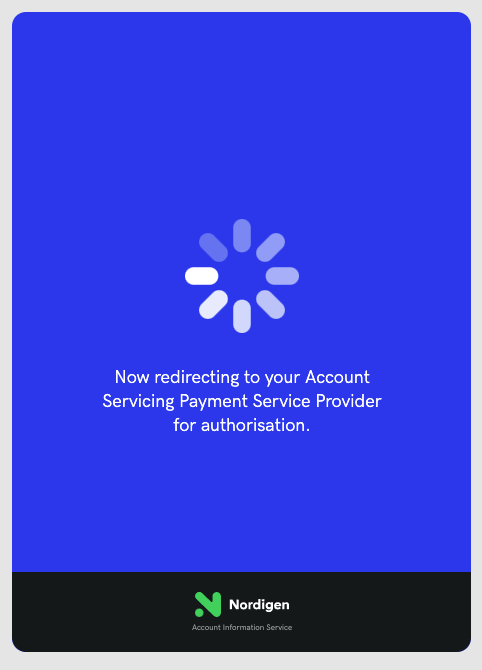 Now redirecting to your Account
Servicing Payment Service Provider
for authorisation.
Nordigen
Account Information Service